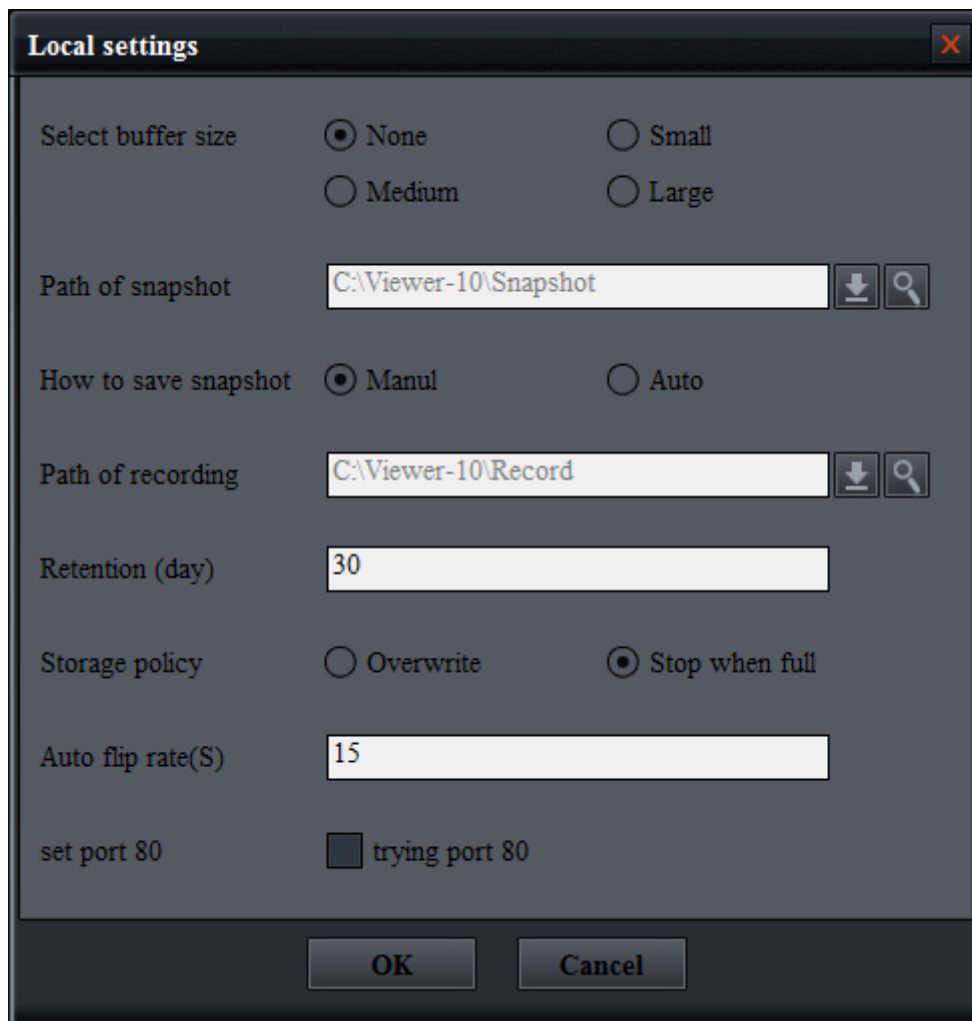 Local settings
Select buffer size None Small
Medium Large
Path of snapshot C:\Viewer-10\Snapshot
How to save snapshot Manul Auto
Path of recording C:\Viewer-10\Record
Retention (day) 30
Storage policy Overwrite Stop when full
Auto flip rate(S) 15
set port 80 trying port 80
OK Cancel